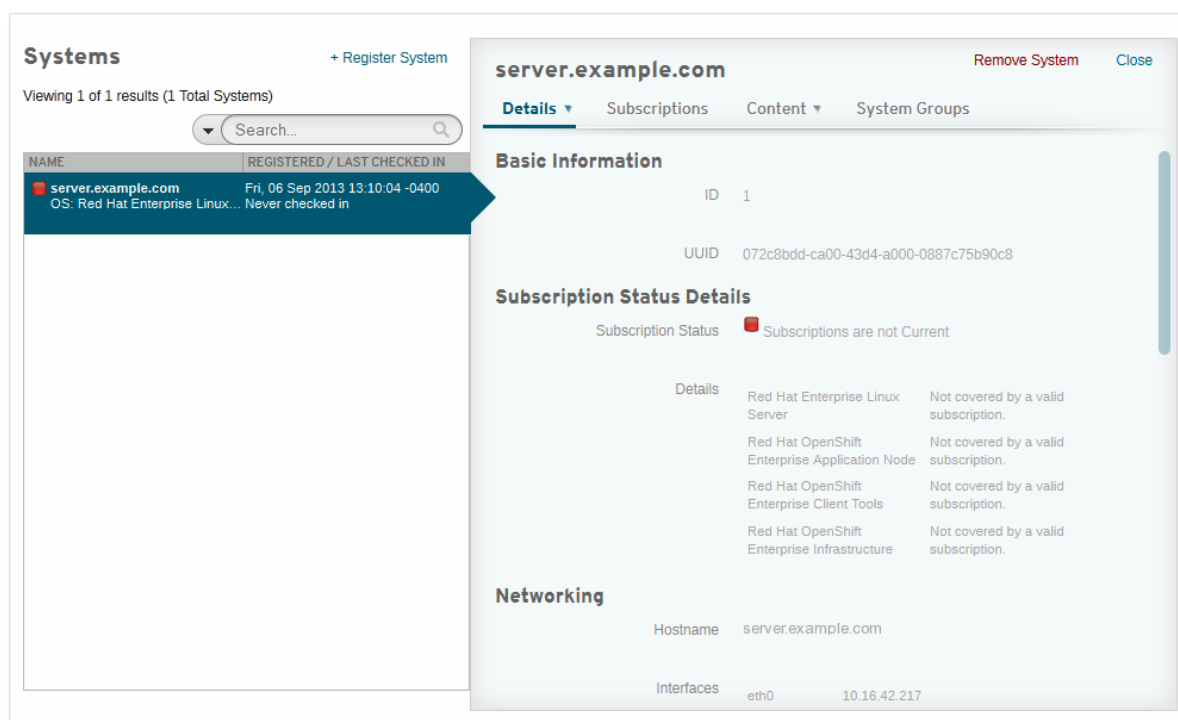 Systems
+ Register System
Viewing 1 of 1 results (1 Total Systems)
Search...
NAME
REGISTERED / LAST CHECKED IN
server.example.com
Fri, 06 Sep 2013 13:10:04 -0400
OS: Red Hat Enterprise Linux...
Never checked in
server.example.com
Remove System
Close
Details
Subscriptions
Content
System Groups
Basic Information
ID 1
UUID 072c8bdd-ca00-43d4-a000-0887c75b90c8
Subscription Status Details
Subscription Status Subscriptions are not Current
Details
Red Hat Enterprise Linux
Server
Not covered by a valid
subscription.
Red Hat OpenShift
Enterprise Application Node
Not covered by a valid
subscription.
Red Hat OpenShift
Enterprise Client Tools
Not covered by a valid
subscription.
Red Hat OpenShift
Enterprise Infrastructure
Not covered by a valid
subscription.
Networking
Hostname server.example.com
Interfaces eth0 10.16.42.217